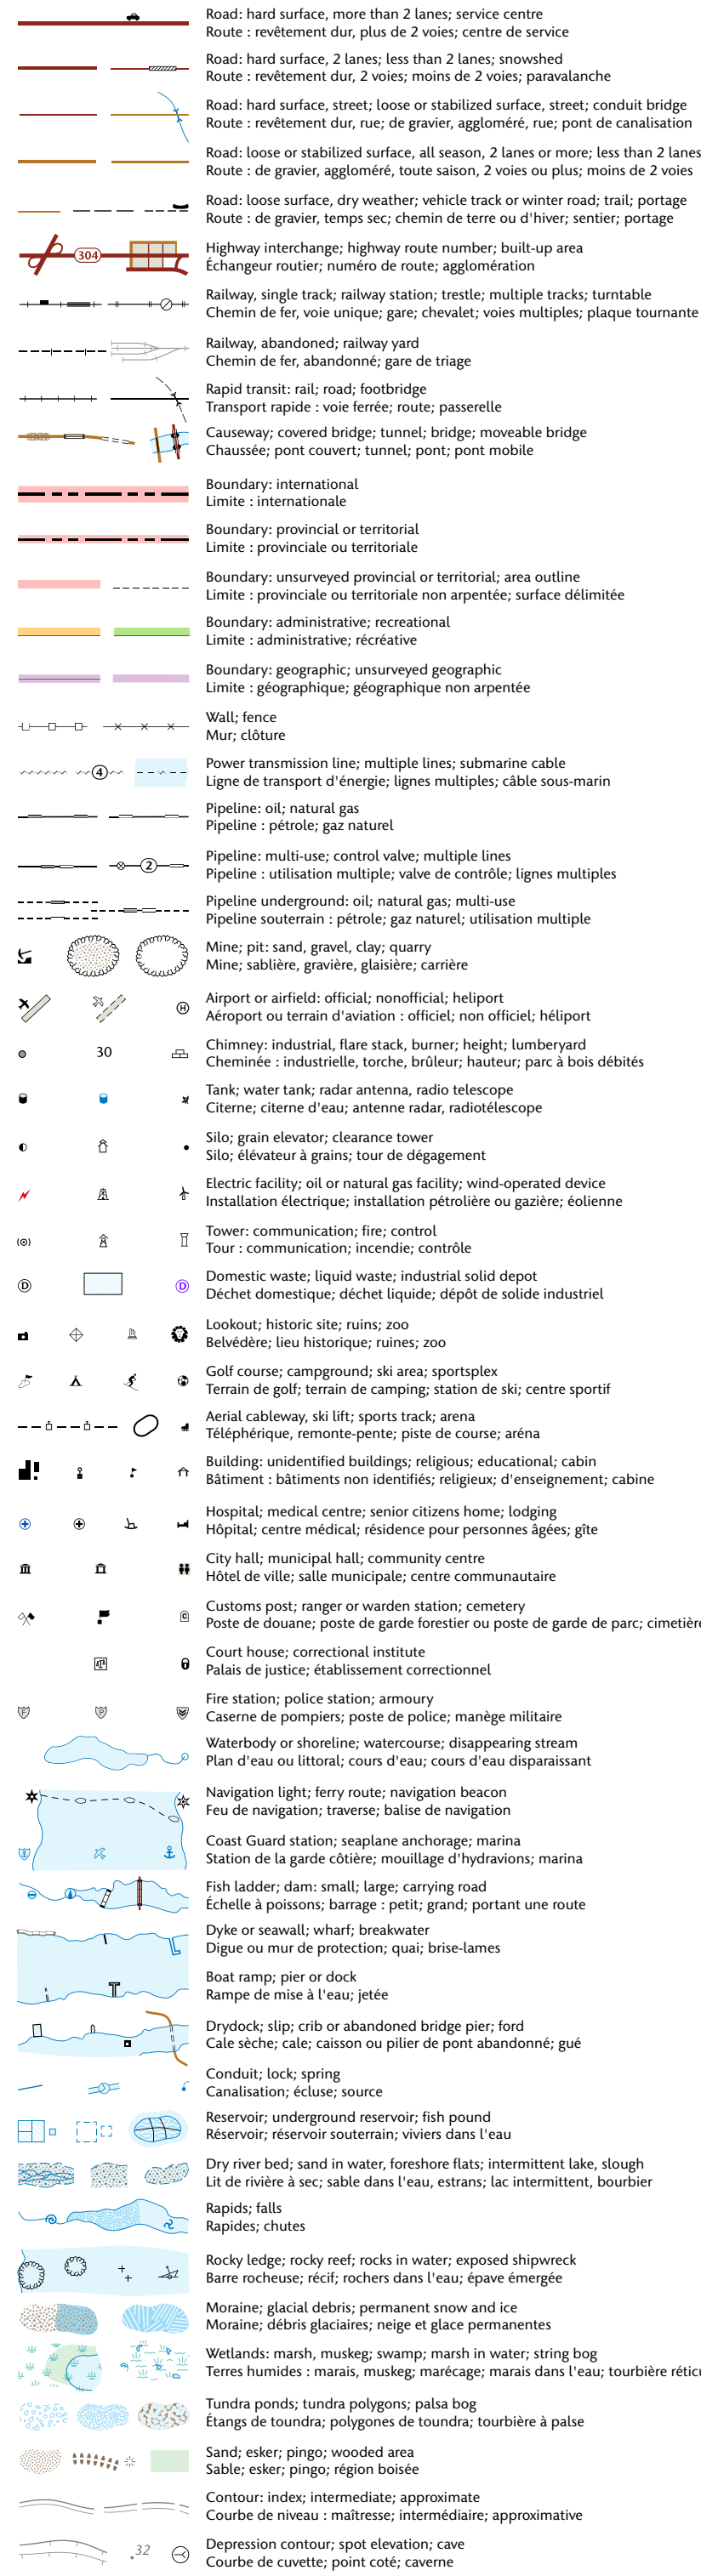 Road: hard surface, more than 2 lanes; service centre
Route : revêtement dur, plus de 2 voies; centre de service
Road: hard surface, 2 lanes; less than 2 lanes; snowshed
Route : revêtement dur, 2 voies; moins de 2 voies; paravalanche
Road: hard surface, street; loose or stabilized surface, street; conduit bridge
Route : revêtement dur, rue; de gravier, aggloméré, rue; pont de canalisation
Road: loose or stabilized surface, all season, 2 lanes or more; less than 2 lanes
Route : de gravier, aggloméré, toute saison, 2 voies ou plus; moins de 2 voies
Road: loose surface, dry weather; vehicle track or winter road; trail; portage
Route : de gravier, temps sec; chemin de terre ou d'hiver; sentier; portage
304
Highway interchange; highway route number; built-up area
Échangeur routier; numéro de route; agglomération
Railway, single track; railway station; trestle; multiple tracks; turntable
Chemin de fer, voie unique; gare; chevalet; voies multiples; plaque tournante
Railway, abandoned; railway yard
Chemin de fer, abandonné; gare de triage
Rapid transit: rail; road; footbridge
Transport rapide : voie ferrée; route; passerelle
Causeway; covered bridge; tunnel; bridge; moveable bridge
Chaussée; pont couvert; tunnel; pont; pont mobile
Boundary: international
Limite : internationale
Boundary: provincial or territorial
Limite : provinciale ou territoriale
Boundary: unsurveyed provincial or territorial; area outline
Limite : provinciale ou territoriale non arpentée; surface délimitée
Boundary: administrative; recreational
Limite : administrative; récréative
Boundary: geographic; unsurveyed geographic
Limite : géographique; géographique non arpentée
Wall; fence
Mur; clôture
4
Power transmission line; multiple lines; submarine cable
Ligne de transport d'énergie; lignes multiples; câble sous-marin
Pipeline: oil; natural gas
Pipeline : pétrole; gaz naturel
2
Pipeline: multi-use; control valve; multiple lines
Pipeline : utilisation multiple; valve de contrôle; lignes multiples
Pipeline underground: oil; natural gas; multi-use
Pipeline souterrain : pétrole; gaz naturel; utilisation multiple
Mine; pit: sand, gravel, clay; quarry
Mine; sablière, gravière, glaisière; carrière
H
Airport or airfield: official; nonofficial; heliport
Aéroport ou terrain d'aviation : officiel; non officiel; héliport
30
Chimney: industrial, flare stack, burner; height; lumberyard
Cheminée : industrielle, torche, brûleur; hauteur; parc à bois débités
Tank; water tank; radar antenna, radio telescope
Citerne; citerne d'eau; antenne radar, radiotélescope
Silo; grain elevator; clearance tower
Silo; élévateur à grains; tour de dégagement
Electric facility; oil or natural gas facility; wind-operated device
Installation électrique; installation pétrolière ou gazière; éolienne
Tower: communication; fire; control
Tour : communication; incendie; contrôle
D D
Domestic waste; liquid waste; industrial solid depot
Déchet domestique; déchet liquide; dépôt de solide industriel
Lookout; historic site; ruins; zoo
Belvédère; lieu historique; ruines; zoo
Golf course; campground; ski area; sportsplex
Terrain de golf; terrain de camping; station de ski; centre sportif
Aerial cableway, ski lift; sports track; arena
Téléphérique, remonte-pente; piste de course; aréna
Building: unidentified buildings; religious; educational; cabin
Bâtiment : bâtiments non identifiés; religieux; d'enseignement; cabine
Hospital; medical centre; senior citizens home; lodging
Hôpital; centre médical; résidence pour personnes âgées; gîte
City hall; municipal hall; community centre
Hôtel de ville; salle municipale; centre communautaire
C
Customs post; ranger or warden station; cemetery
Poste de douane; poste de garde forestier ou poste de garde de parc; cimetière
Court house; correctional institute
Palais de justice; établissement correctionnel
F P
Fire station; police station; armoury
Caserne de pompiers; poste de police; manège militaire
Waterbody or shoreline; watercourse; disappearing stream
Plan d'eau ou littoral; cours d'eau; cours d'eau disparaissant
Navigation light; ferry route; navigation beacon
Feu de navigation; traverse; balise de navigation
Coast Guard station; seaplane anchorage; marina
Station de la garde côtière; mouillage d'hydravions; marina
Fish ladder; dam: small; large; carrying road
Échelle à poissons; barrage : petit; grand; portant une route
Dyke or seawall; wharf; breakwater
Digue ou mur de protection; quai; brise-lames
Boat ramp; pier or dock
Rampe de mise à l'eau; jetée
Drydock; slip; crib or abandoned bridge pier; ford
Cale sèche; cale; caisson ou pilier de pont abandonné; gué
Conduit; lock; spring
Canalisation; écluse; source
Reservoir; underground reservoir; fish pound
Réservoir; réservoir souterrain; viviers dans l'eau
Dry river bed; sand in water, foreshore flats; intermittent lake, slough
Lit de rivière à sec; sable dans l'eau, estrans; lac intermittent, bourbier
Rapids; falls
Rapides; chutes
Rocky ledge; rocky reef; rocks in water; exposed shipwreck
Barre rocheuse; récif; rochers dans l'eau; épave émergée
Moraine; glacial debris; permanent snow and ice
Moraine; débris glaciaires; neige et glace permanentes
Wetlands: marsh, muskeg; swamp; marsh in water; string bog
Terres humides : marais, muskeg; marécage; marais dans l'eau; tourbière réticu
Tundra ponds; tundra polygons; palsa bog
Étangs de toundra; polygones de toundra; tourbière à palse
Sand; esker; pingo; wooded area
Sable; esker; pingo; région boisée
Contour: index; intermediate; approximate
Courbe de niveau : maîtresse; intermédiaire; approximative
.32
Depression contour; spot elevation; cave
Courbe de cuvette; point coté; caverne